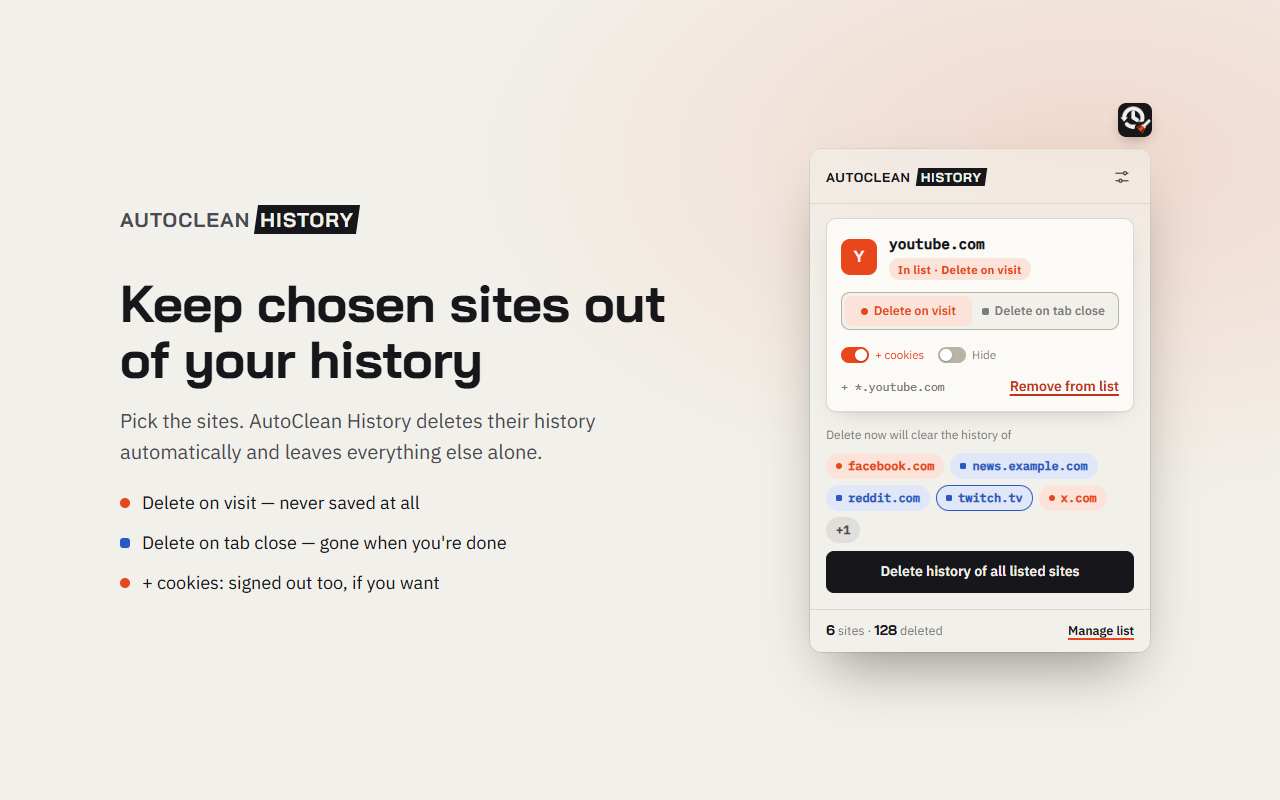 AUTOCLEAN HISTORY
Keep chosen sites out
of your history
Pick the sites. AutoClean History deletes their history
automatically and leaves everything else alone.
Delete on visit — never saved at all
Delete on tab close — gone when you're done
+ cookies: signed out too, if you want
AUTOCLEAN HISTORY
Y
youtube.com
In list · Delete on visit
Delete on visit
Delete on tab close
+ cookies
Hide
+ *.youtube.com
Remove from list
Delete now will clear the history of
facebook.com
news.example.com
reddit.com
twitch.tv
x.com
+1
Delete history of all listed sites
6 sites · 128 deleted
Manage list